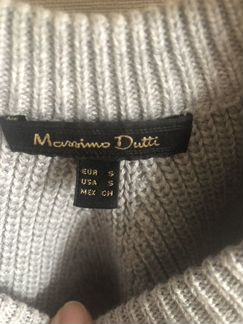 Massimo Dutti
EUR S
USA S
MEX CH